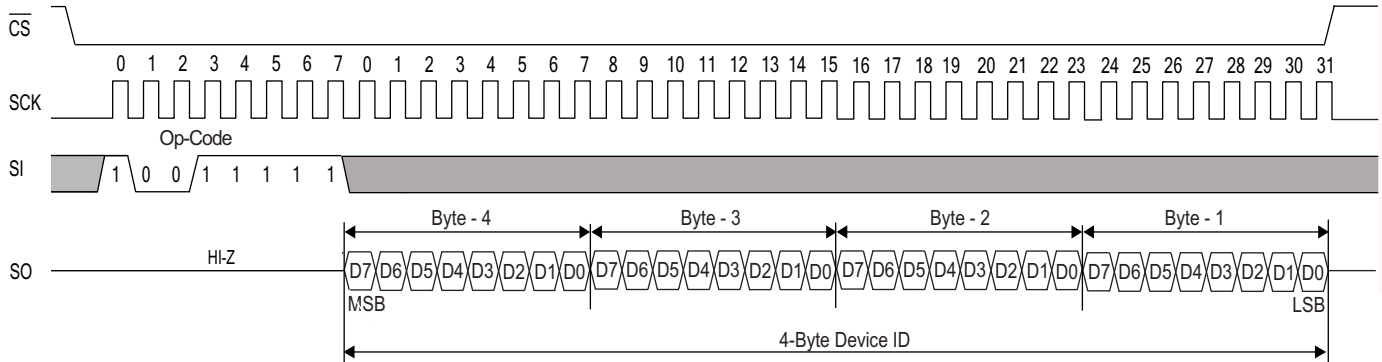 CS
0 1 2 3 4 5 6 7 0 1 2 3 4 5 6 7 8 9 10 11 12 13 14 15 16 17 18 19 20 21 22 23 24 25 26 27 28 29 30 31
SCK
Op-Code
SI 1 0 0 1 1 1 1 1
Byte - 4 Byte - 3 Byte - 2 Byte - 1
SO HI-Z D7 D6 D5 D4 D3 D2 D1 D0 D7 D6 D5 D4 D3 D2 D1 D0 D7 D6 D5 D4 D3 D2 D1 D0 D7 D6 D5 D4 D3 D2 D1 D0
MSB LSB
4-Byte Device ID